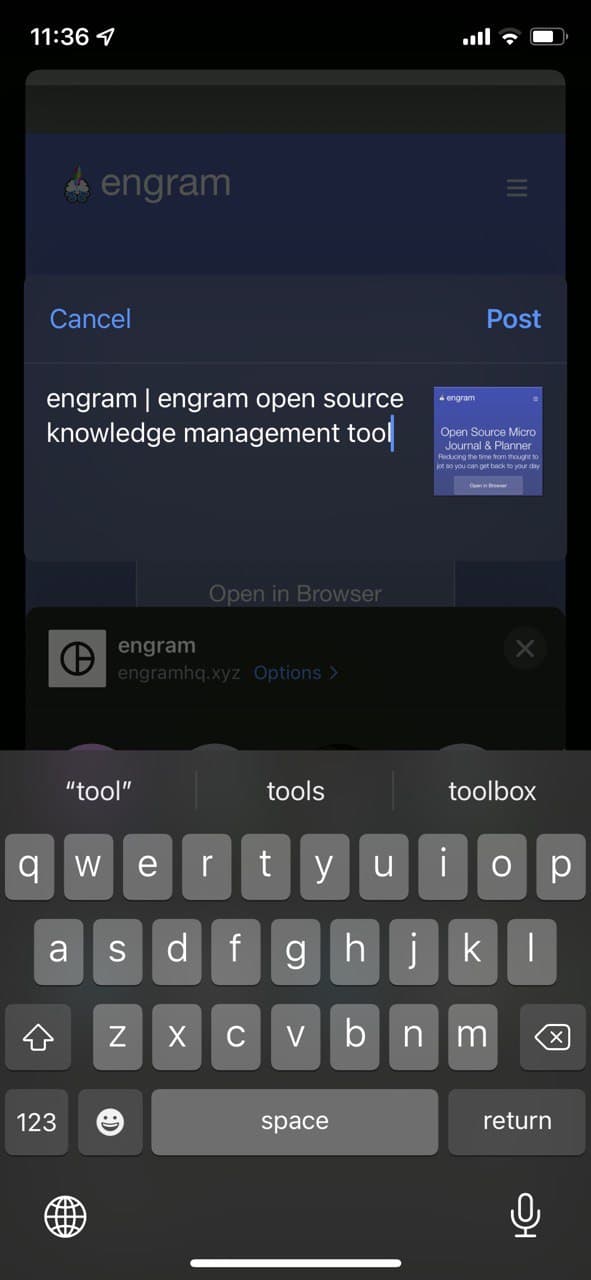 11:36
engram
Cancel
Post
engram | engram open source
knowledge management tool
engram
Open Source Micro
Journal & Planner
Reducing the time from thought to
jot so you can get back to your day
Open in Browser
Open in Browser
engram
engramhq.xyz Options >
“tool” tools toolbox
q w e r t y u i o p
a s d f g h j k l
z x c v b n m
123 space return